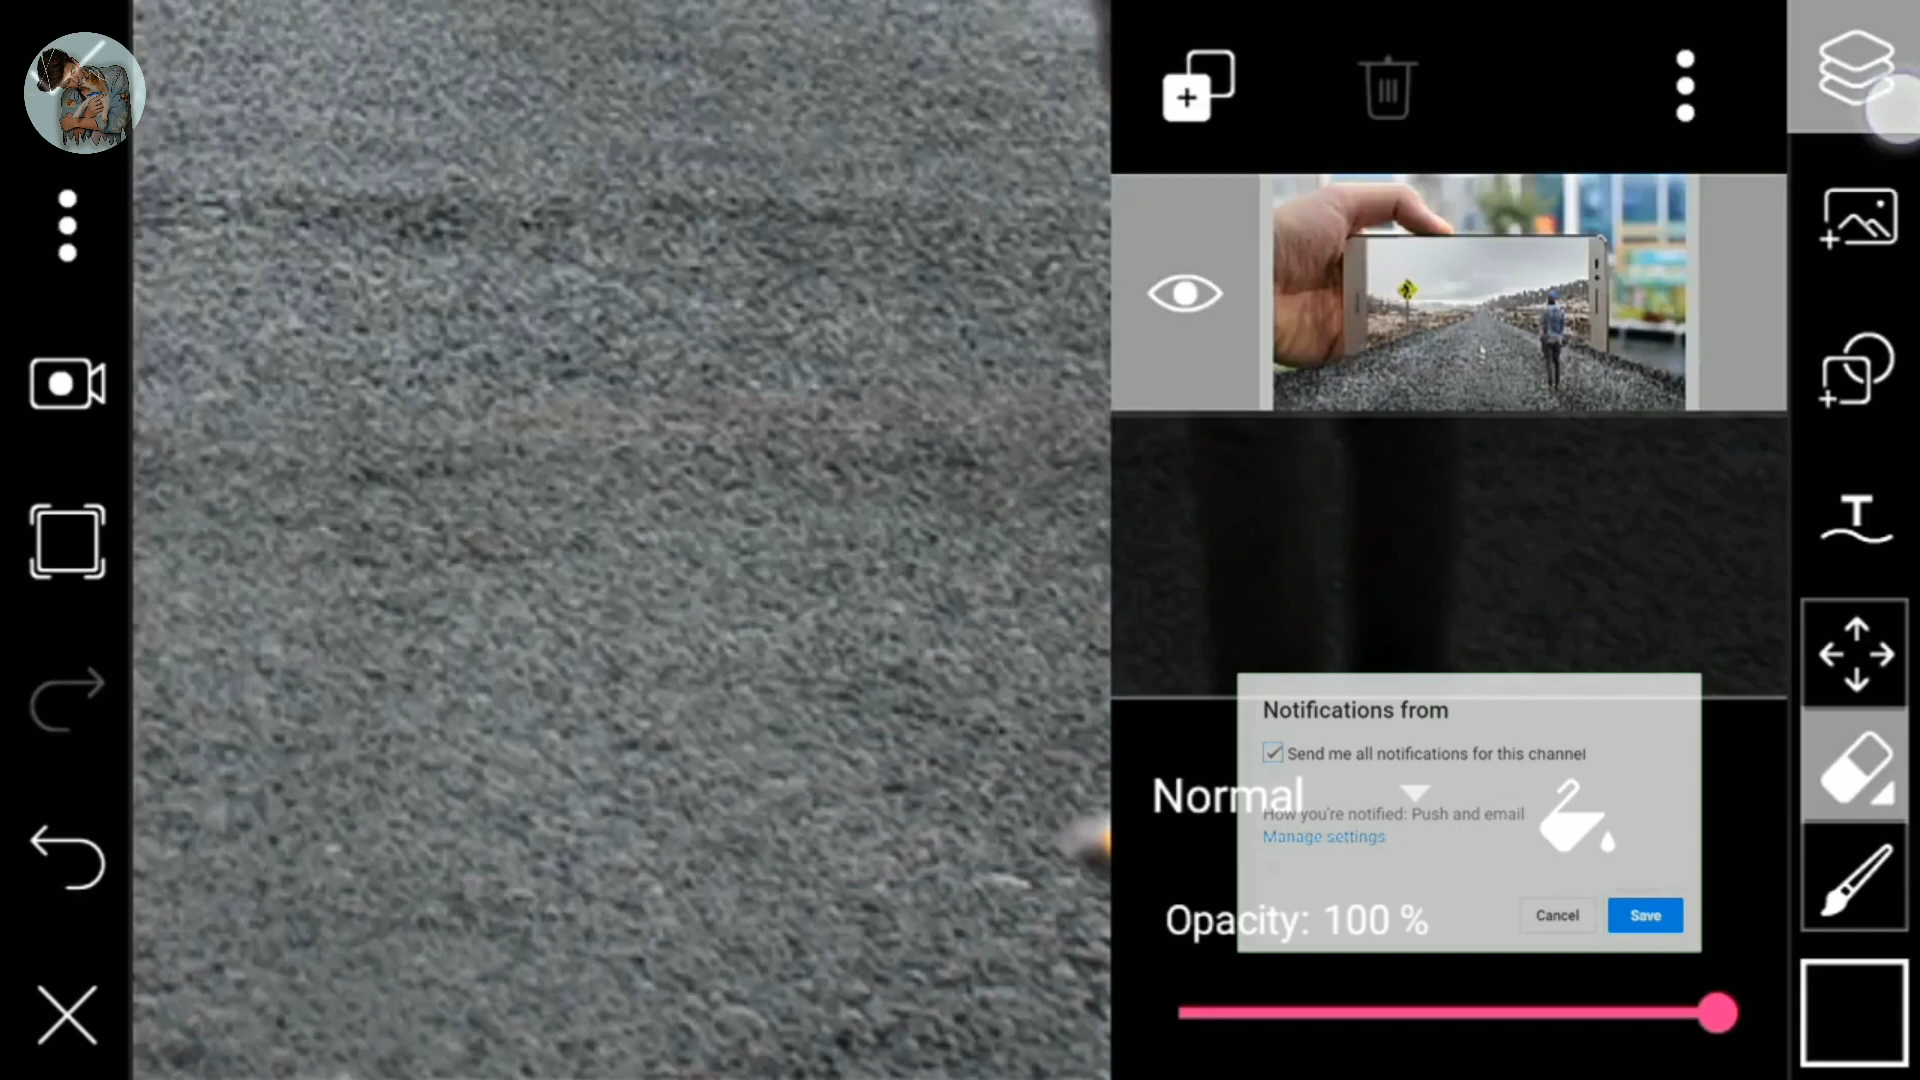 Notifications from
Send me all notifications for this channel
Normal
How you're notified: Push and email
Manage settings
Opacity: 100 %
Cancel
Save
T